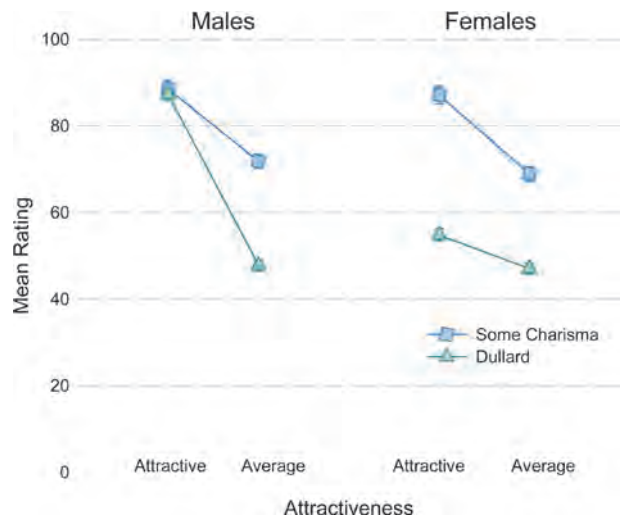 Males
Females
100
80
60
40
20
0
Mean Rating
Some Charisma
Dullard
Attractive
Average
Attractive
Average
Attractiveness